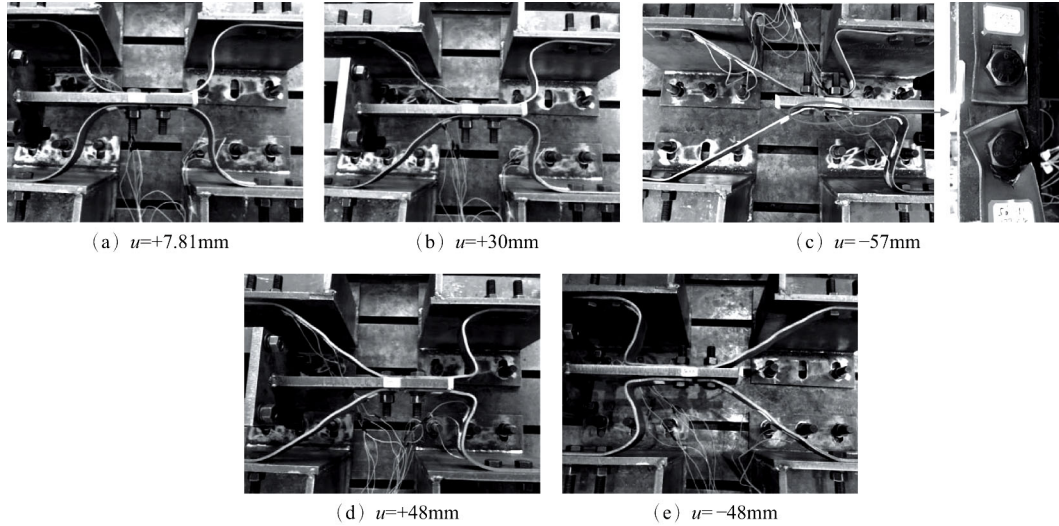 (a) u=+7.81mm
(b) u=+30mm
(c) u=−57mm
(d) u=+48mm
(e) u=−48mm